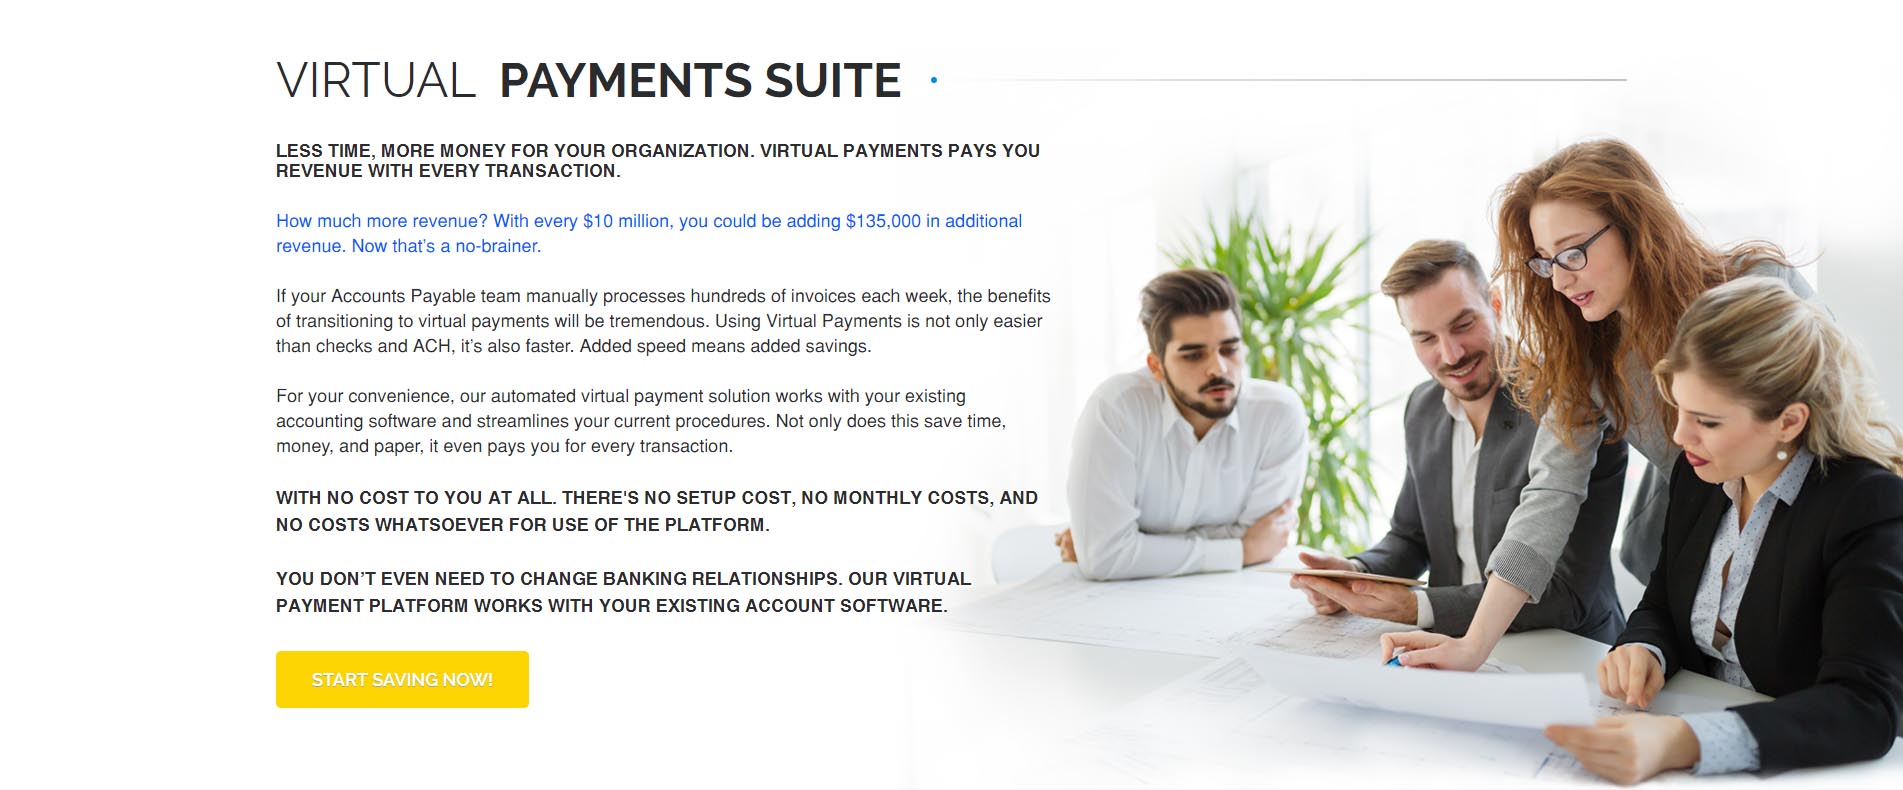 VIRTUAL PAYMENTS SUITE
LESS TIME, MORE MONEY FOR YOUR ORGANIZATION. VIRTUAL PAYMENTS PAYS YOU
REVENUE WITH EVERY TRANSACTION.
How much more revenue? With every $10 million, you could be adding $135,000 in additional
revenue. Now that's a no-brainer.
If your Accounts Payable team manually processes hundreds of invoices each week, the benefits
of transitioning to virtual payments will be tremendous. Using Virtual Payments is not only easier
than checks and ACH, it’s also faster. Added speed means added savings.
For your convenience, our automated virtual payment solution works with your existing
accounting software and streamlines your current procedures. Not only does this save time,
money, and paper, it even pays you for every transaction.
WITH NO COST TO YOU AT ALL. THERE'S NO SETUP COST, NO MONTHLY COSTS, AND
NO COSTS WHATSOEVER FOR USE OF THE PLATFORM.
YOU DON’T EVEN NEED TO CHANGE BANKING RELATIONSHIPS. OUR VIRTUAL
PAYMENT PLATFORM WORKS WITH YOUR EXISTING ACCOUNT SOFTWARE.
START SAVING NOW!